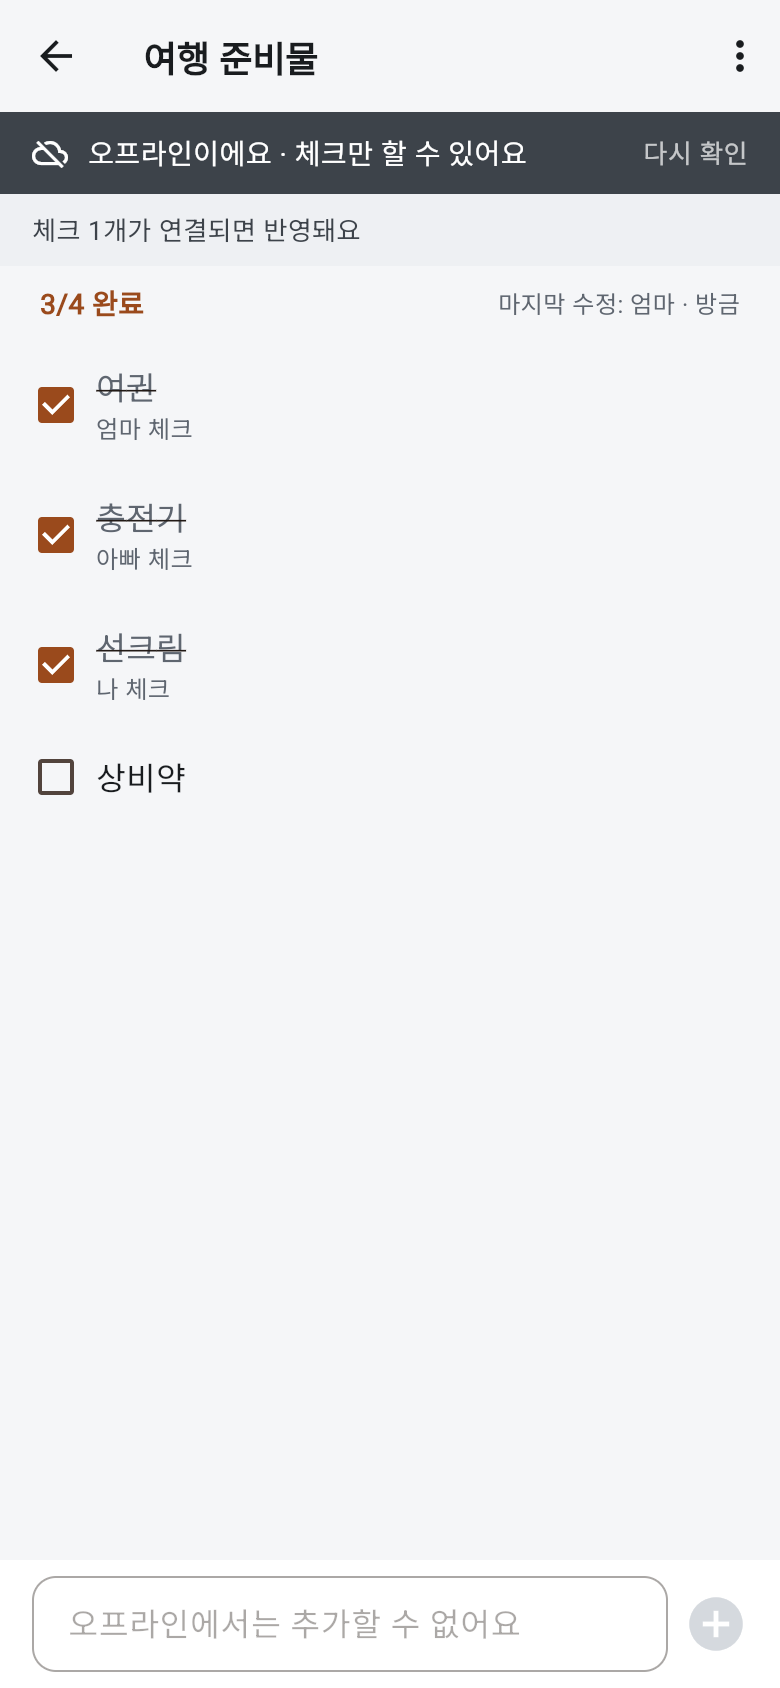 여행 준비물
오프라인이에요 · 체크만 할 수 있어요 다시 확인
체크 1개가 연결되면 반영돼요
3/4 완료 마지막 수정: 엄마 · 방금
여권
엄마 체크
충전기
아빠 체크
선크림
나 체크
상비약
오프라인에서는 추가할 수 없어요